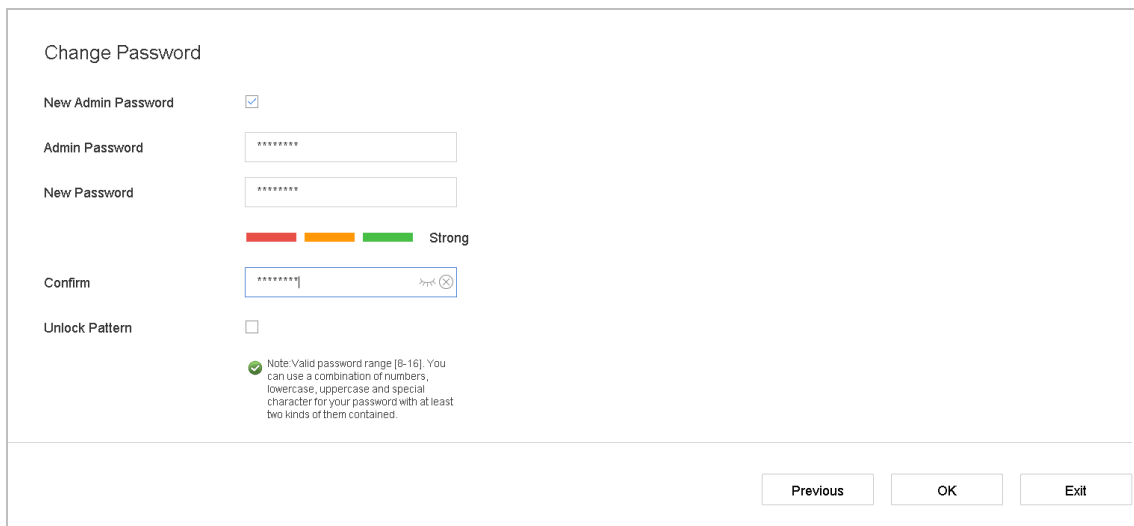 Change Password
New Admin Password
Admin Password ********
New Password ********
Strong
Confirm ********
Unlock Pattern
Note:Valid password range [8-16]. You
can use a combination of numbers,
lowercase, uppercase and special
character for your password with at least
two kinds of them contained.
Previous OK Exit